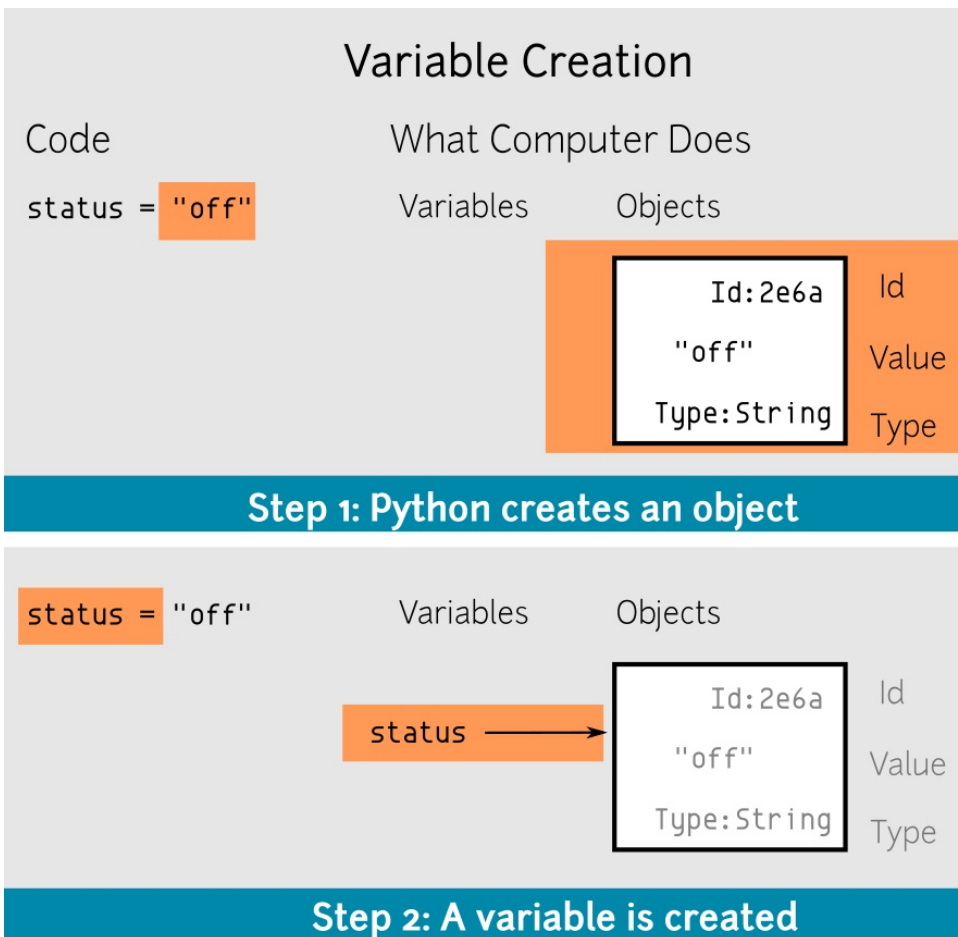 Variable Creation
Code What Computer Does
status = "off" Variables Objects
Id:2e6a Id
"off" Value
Type:String Type
Step 1: Python creates an object
status = "off" Variables Objects
Id:2e6a Id
status
"off" Value
Type:String Type
Step 2: A variable is created